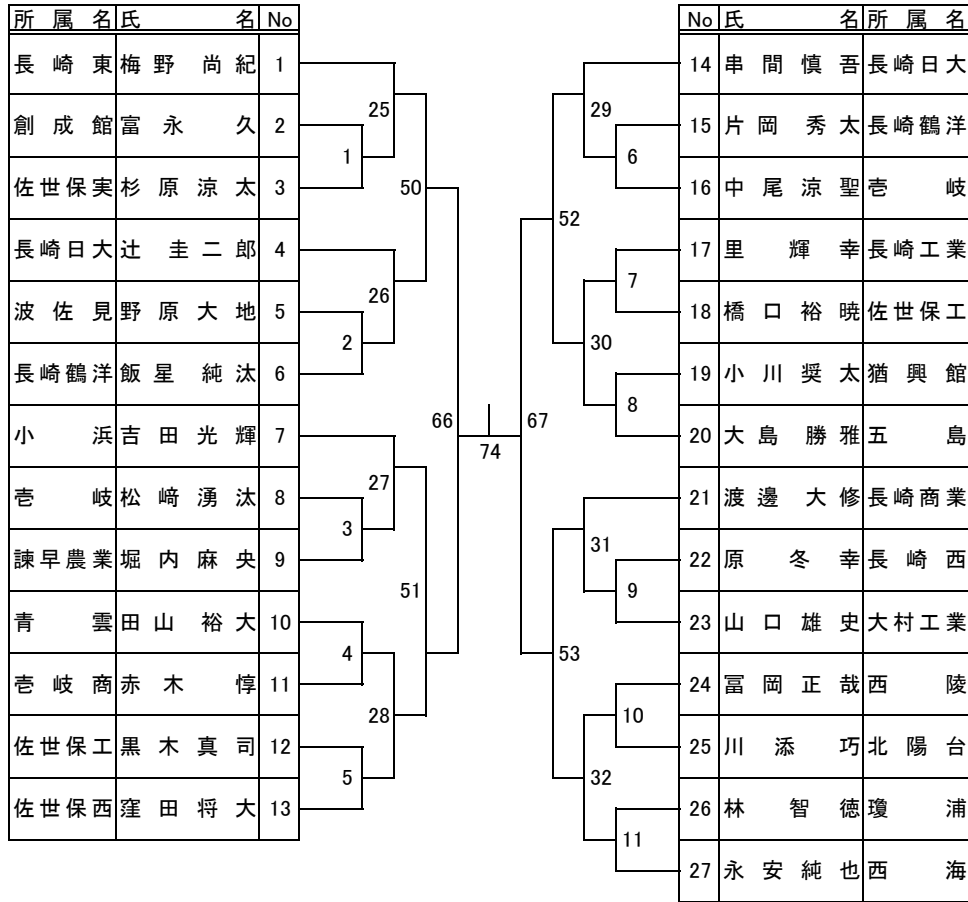 所属名 氏名 No
長崎東 梅野尚紀 1
創成館 富永久 2
佐世保実 杉原涼太 3
長崎日大 辻圭二郎 4
波佐見 野原大地 5
長崎鶴洋 飯星純汰 6
小浜 吉田光輝 7
壱岐 松﨑湧汰 8
諫早農業 堀内麻央 9
青雲 田山裕大 10
壱岐商 赤木惇 11
佐世保工 黒木真司 12
佐世保西 窪田将大 13
25
1
50
26
2
66
27
3
51
4
28
5
74
67
29
6
52
7
30
8
31
9
53
10
32
11
No 氏名 所属名
14 串間慎吾 長崎日大
15 片岡秀太 長崎鶴洋
16 中尾涼聖 壱岐
17 里輝幸 長崎工業
18 橋口裕暁 佐世保工
19 小川奨太 猶興館
20 大島勝雅 五島
21 渡邊大修 長崎商業
22 原冬幸 長崎西
23 山口雄史 大村工業
24 冨岡正哉 西陵
25 川添巧 北陽台
26 林智徳 瓊浦
27 永安純也 西海